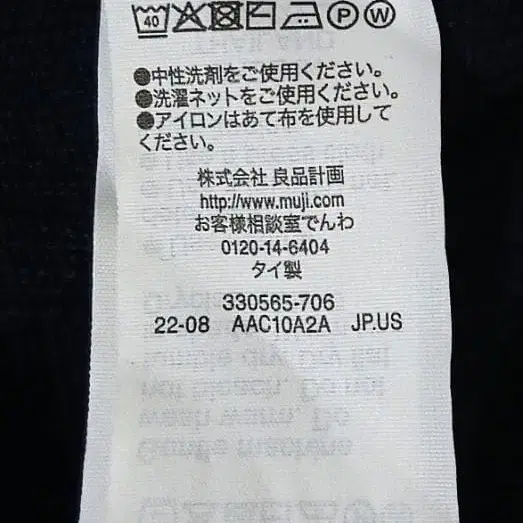 40 P W
●中性洗剤をご使用ください。
●洗濯ネットをご使用ください。
●アイロンはあて布を使用して
ください。
株式会社 良品計画
http://www.muji.com
お客様相談室でんわ
0120-14-6404
タイ製
330565-706
22-08 AAC10A2A JP.US